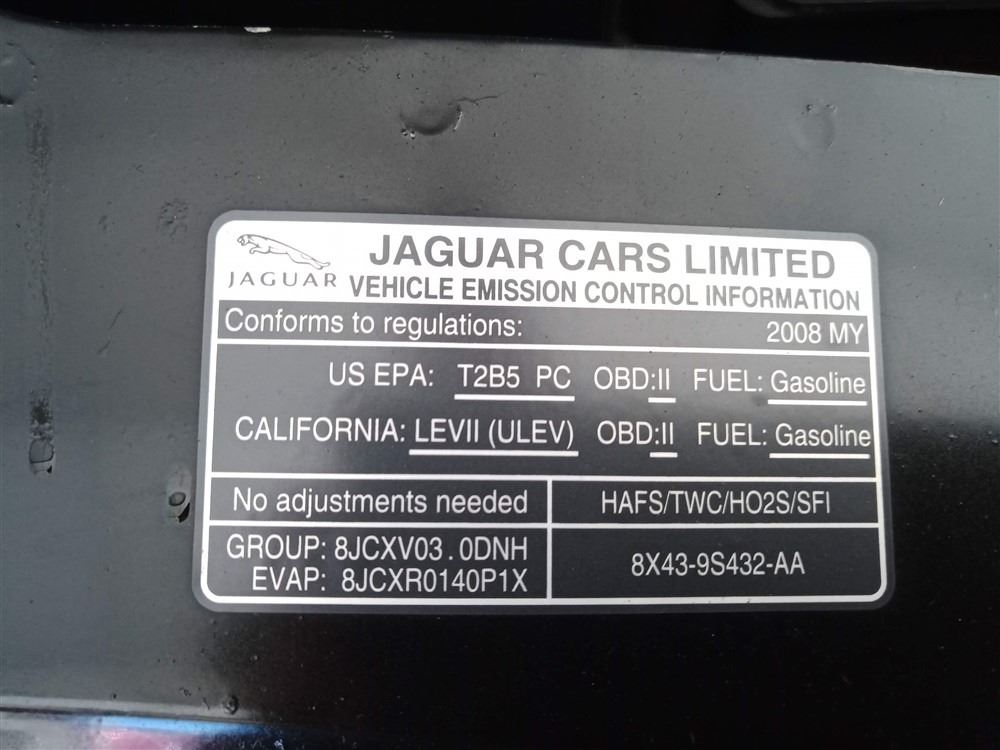 JAGUAR
JAGUAR CARS LIMITED
VEHICLE EMISSION CONTROL INFORMATION
Conforms to regulations: 2008 MY
US EPA: T2B5 PC OBD:II FUEL: Gasoline
CALIFORNIA: LEVII (ULEV) OBD:II FUEL: Gasoline
No adjustments needed
HAFS/TWC/HO2S/SFI
GROUP: 8JCXV03.0DNH
EVAP: 8JCXR0140P1X
8X43-9S432-AA